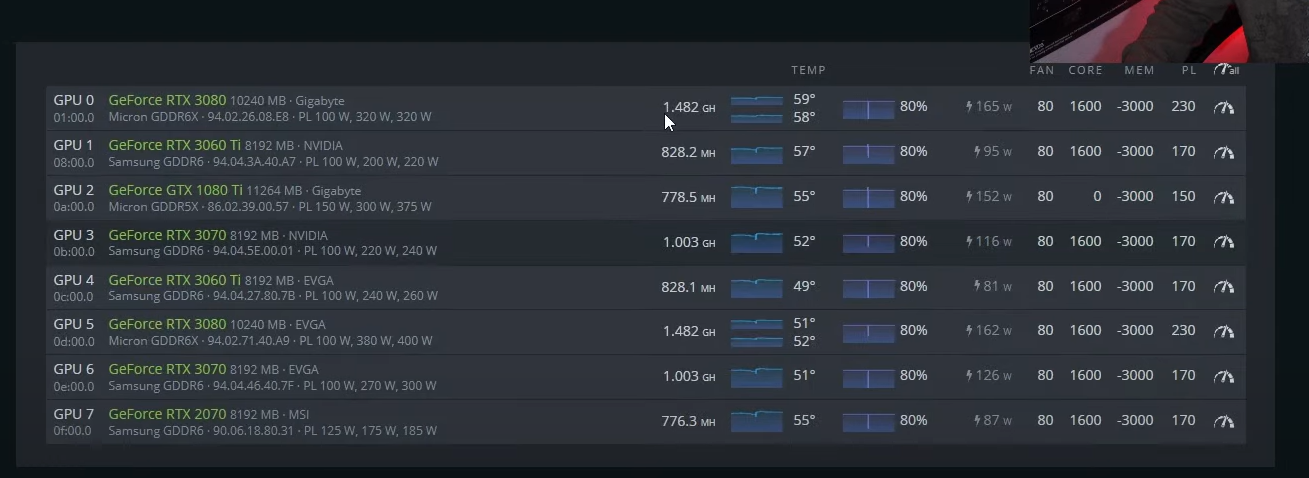 TEMP FAN CORE MEM PL all
GPU 0 GeForce RTX 3080 10240 MB · Gigabyte 1.482 GH 59° 80% 165 W 80 1600 -3000 230
01:00.0 Micron GDDR6X · 94.02.26.08.E8 · PL 100 W, 320 W, 320 W 58°
GPU 1 GeForce RTX 3060 Ti 8192 MB · NVIDIA 828.2 MH 57° 80% 95 W 80 1600 -3000 170
08:00.0 Samsung GDDR6 · 94.04.3A.40.A7 · PL 100 W, 200 W, 220 W
GPU 2 GeForce GTX 1080 Ti 11264 MB · Gigabyte 778.5 MH 55° 80% 152 W 80 0 -3000 150
0a:00.0 Micron GDDR5X · 86.02.39.00.57 · PL 150 W, 300 W, 375 W
GPU 3 GeForce RTX 3070 8192 MB · NVIDIA 1.003 GH 52° 80% 116 W 80 1600 -3000 170
0b:00.0 Samsung GDDR6 · 94.04.5E.00.01 · PL 100 W, 220 W, 240 W
GPU 4 GeForce RTX 3060 Ti 8192 MB · EVGA 828.1 MH 49° 80% 81 W 80 1600 -3000 170
0c:00.0 Samsung GDDR6 · 94.04.27.80.7B · PL 100 W, 240 W, 260 W
GPU 5 GeForce RTX 3080 10240 MB · EVGA 1.482 GH 51° 80% 162 W 80 1600 -3000 230
0d:00.0 Micron GDDR6X · 94.02.71.40.A9 · PL 100 W, 380 W, 400 W 52°
GPU 6 GeForce RTX 3070 8192 MB · EVGA 1.003 GH 51° 80% 126 W 80 1600 -3000 170
0e:00.0 Samsung GDDR6 · 94.04.46.40.7F · PL 100 W, 270 W, 300 W
GPU 7 GeForce RTX 2070 8192 MB · MSI 776.3 MH 55° 80% 87 W 80 1600 -3000 170
0f:00.0 Samsung GDDR6 · 90.06.18.80.31 · PL 125 W, 175 W, 185 W